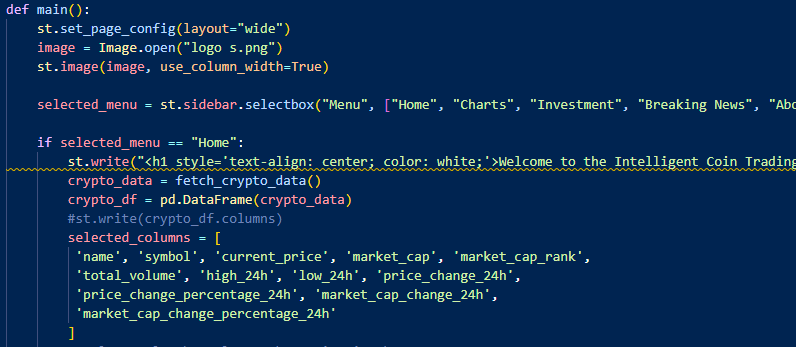 def main():
    st.set_page_config(layout="wide")
    image = Image.open("logo s.png")
    st.image(image, use_column_width=True)
    selected_menu = st.sidebar.selectbox("Menu", ["Home", "Charts", "Investment", "Breaking News", "Abo
    if selected_menu == "Home":
        st.write("<h1 style='text-align: center; color: white;'>Welcome to the Intelligent Coin Trading
        crypto_data = fetch_crypto_data()
        crypto_df = pd.DataFrame(crypto_data)
        #st.write(crypto_df.columns)
        selected_columns = [
         'name', 'symbol', 'current_price', 'market_cap', 'market_cap_rank',
         'total_volume', 'high_24h', 'low_24h', 'price_change_24h',
         'price_change_percentage_24h', 'market_cap_change_24h',
         'market_cap_change_percentage_24h'
        ]